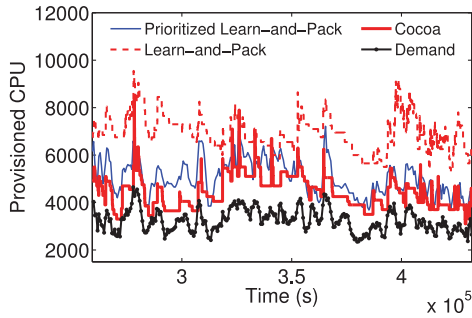 Prioritized Learn-and-Pack
Learn-and-Pack
Cocoa
Demand
Provisioned CPU
12000
10000
8000
6000
4000
2000
3
3.5
4
Time (s)
x 10^5